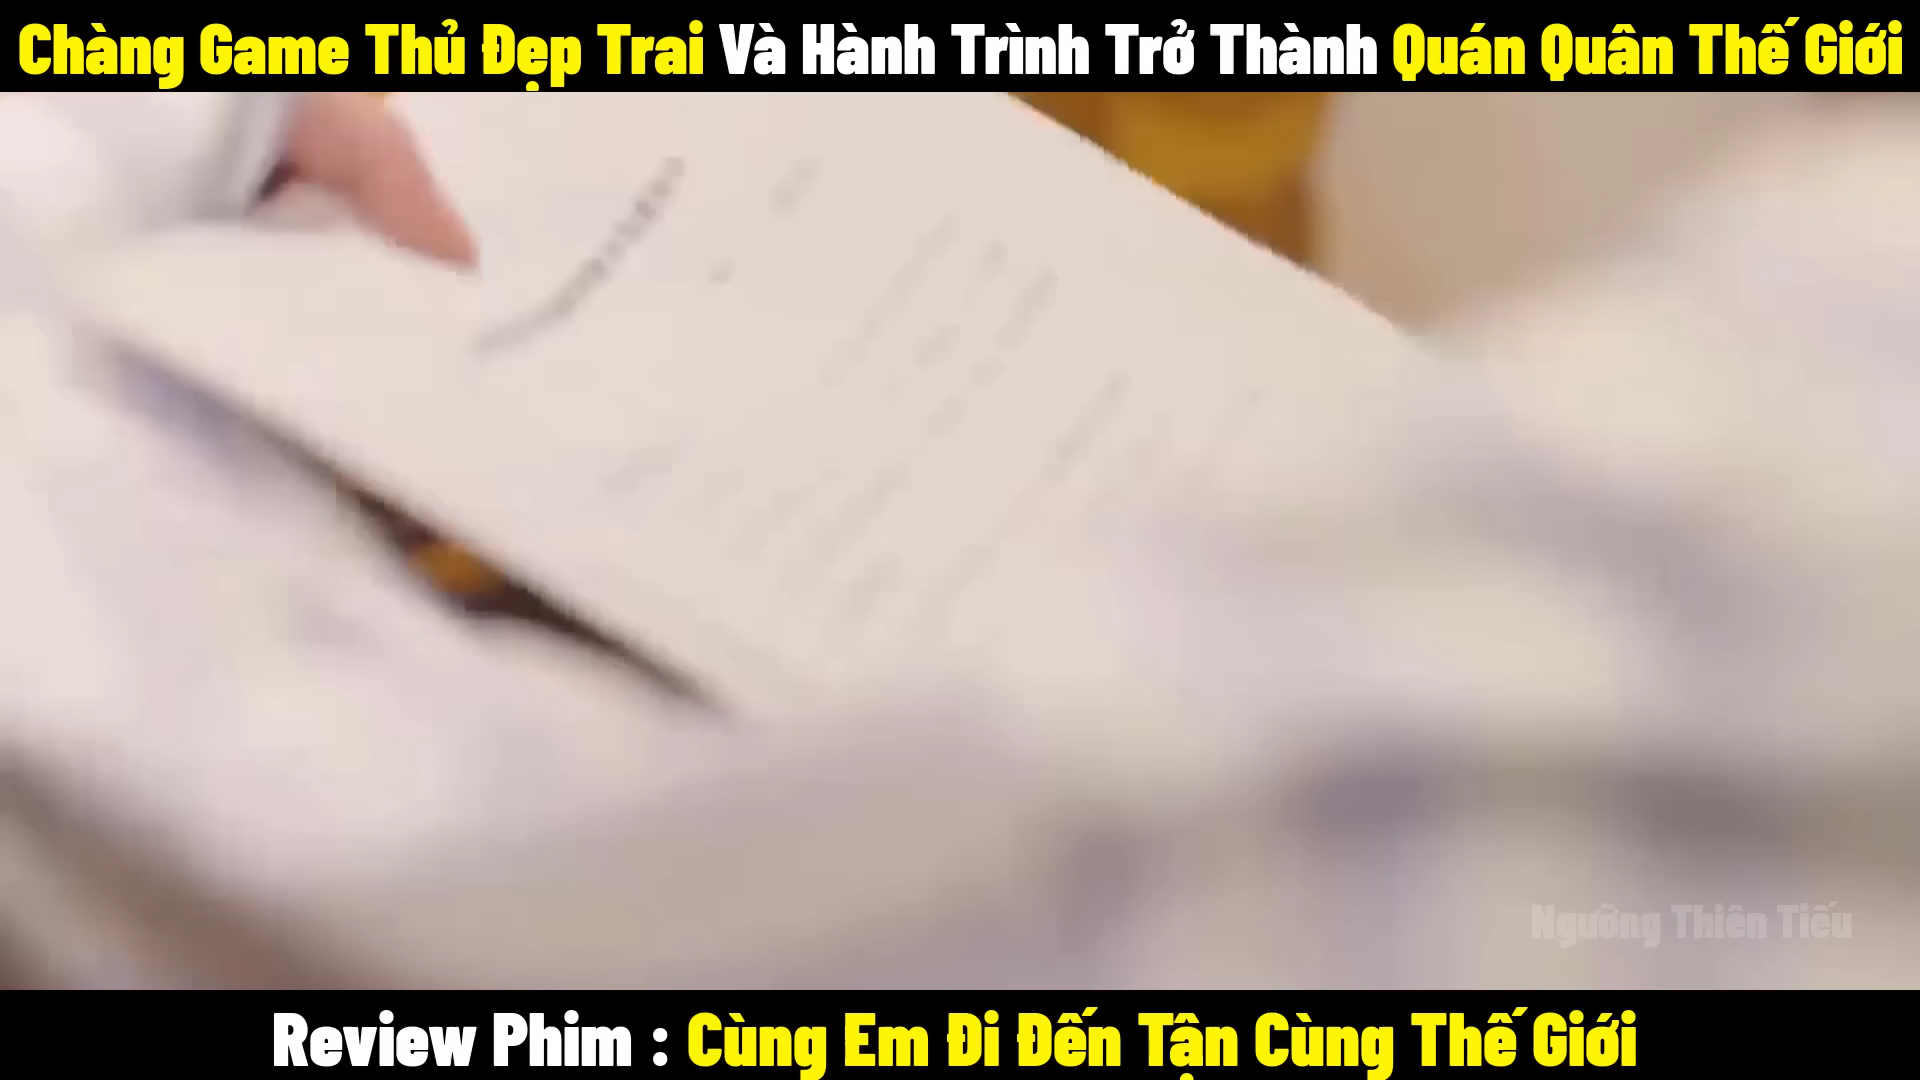 Chàng Game Thủ Đẹp Trai Và Hành Trình Trở Thành Quán Quân Thế Giới
Ngưỡng Thiên Tiếu
Review Phim : Cùng Em Đi Đến Tận Cùng Thế Giới